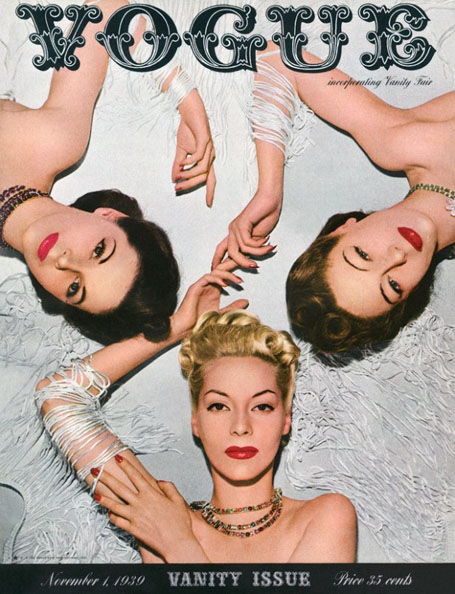 VOGUE
incorporating Vanity Fair
November 1, 1939 VANITY ISSUE Price 35 cents